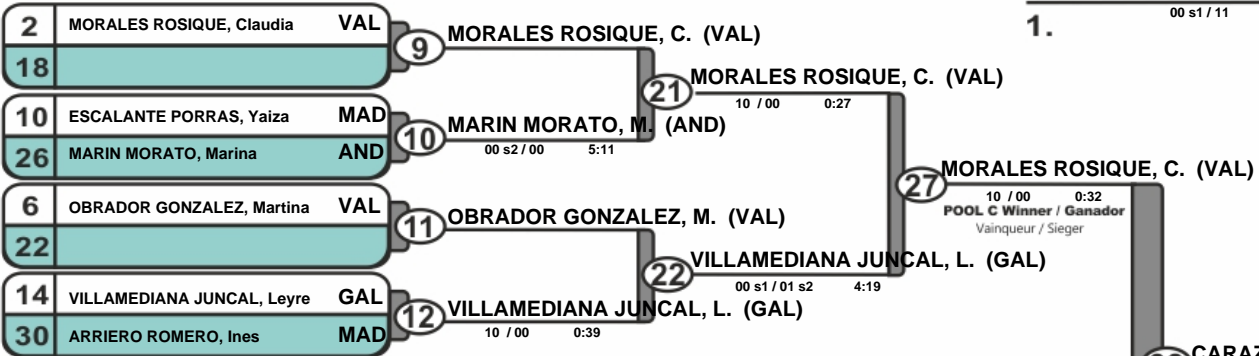 2 MORALES ROSIQUE, Claudia VAL
18
9
MORALES ROSIQUE, C. (VAL)
10 ESCALANTE PORRAS, Yaiza MAD
26 MARIN MORATO, Marina AND
10
MARIN MORATO, M. (AND)
00 s2 / 00 5:11
21
MORALES ROSIQUE, C. (VAL)
10 / 00 0:27
6 OBRADOR GONZALEZ, Martina VAL
22
11
OBRADOR GONZALEZ, M. (VAL)
14 VILLAMEDIANA JUNCAL, Leyre GAL
30 ARRIERO ROMERO, Ines MAD
12
VILLAMEDIANA JUNCAL, L. (GAL)
10 / 00 0:39
22
VILLAMEDIANA JUNCAL, L. (GAL)
00 s1 / 01 s2 4:19
27
MORALES ROSIQUE, C. (VAL)
10 / 00 0:32
POOL C Winner / Ganador
Vainqueur / Sieger
00 s1 / 11
1.